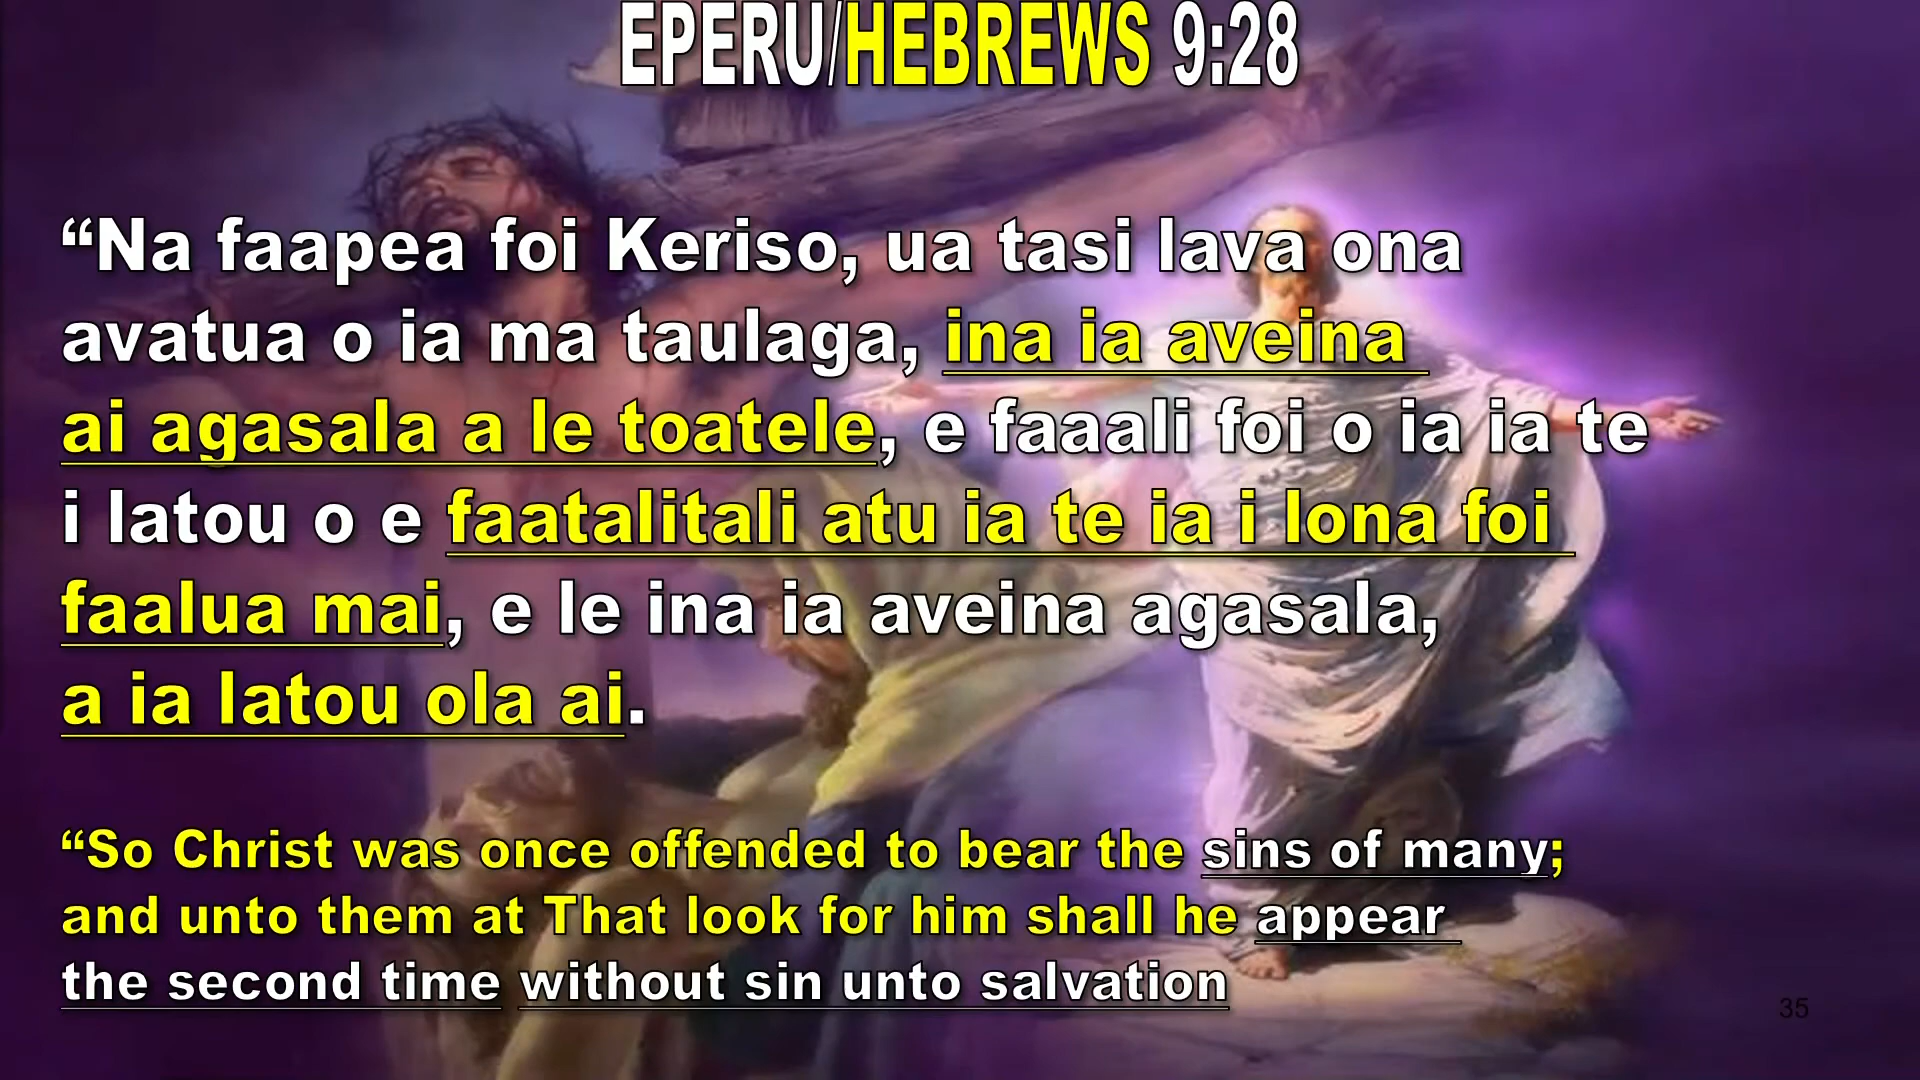 EPERU/HEBREWS 9:28
“Na faapea foi Keriso, ua tasi lava ona
avatua o ia ma taulaga, ina ia aveina
ai agasala a le toatele, e faaali foi o ia ia te
i latou o e faatalitali atu ia te ia i lona foi
faalua mai, e le ina ia aveina agasala,
a ia latou ola ai.
“So Christ was once offended to bear the sins of many;
and unto them at That look for him shall he appear
the second time without sin unto salvation
35